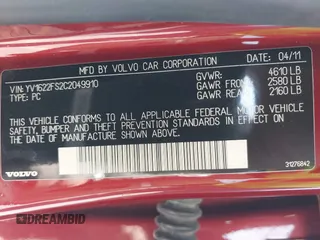 MFD BY VOLVO CAR CORPORATION DATE: 04/11
VIN: YV1622FS2C2049910 GVWR: 4610 LB
TYPE: PC GAWR FRONT: 2580 LB
GAWR REAR: 2160 LB
THIS VEHICLE CONFORMS TO ALL APPLICABLE FEDERAL MOTOR VEHICLE
SAFETY, BUMPER AND THEFT PREVENTION STANDARDS IN EFFECT ON THE
DATE OF MANUFACTURE SHOWN ABOVE.
VOLVO
31276842
DREAMBID